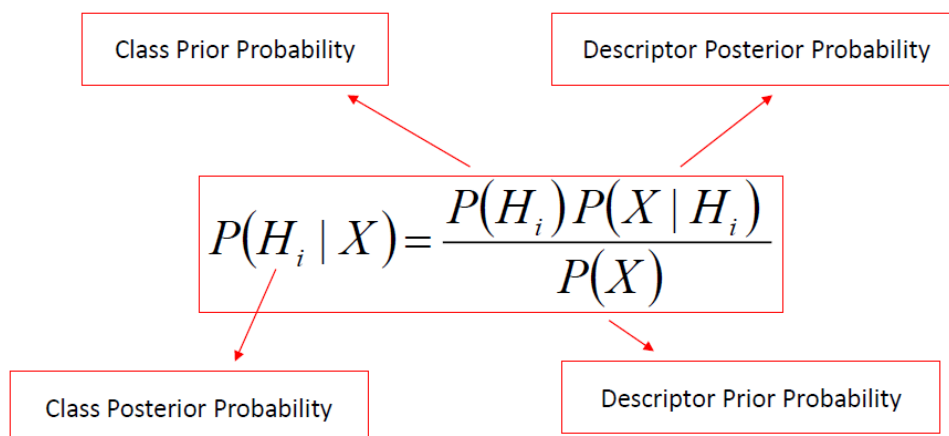 Class Prior Probability
Descriptor Posterior Probability
P(H_i | X) = P(H_i) P(X | H_i) / P(X)
Class Posterior Probability
Descriptor Prior Probability